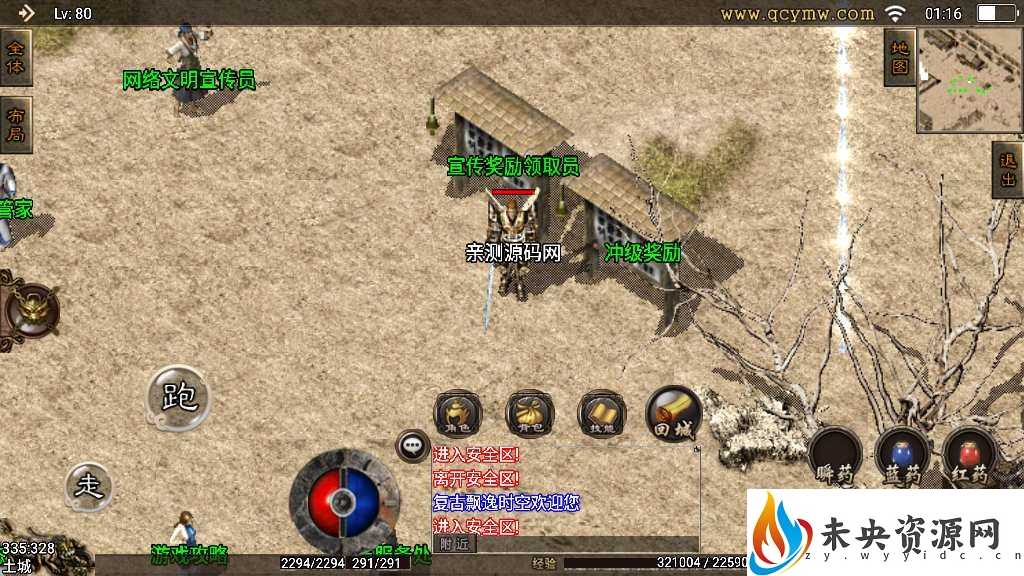 Lv: 80
www.qcymw.com
01:16
全体
地图
网络文明宣传员
布局
退出
宣传奖励领取员
管家
亲测源码网
冲级奖励
跑
角色
背包
技能
回城
走
进入安全区!
离开安全区!
复古飘逸时空欢迎您
进入安全区!
附近
瞬药
蓝药
红药
335:328
土城
游戏攻略
服务处
2294/2294 291/291
经验
321004 / 22590
未央资源网
zy.wyyidc.cn